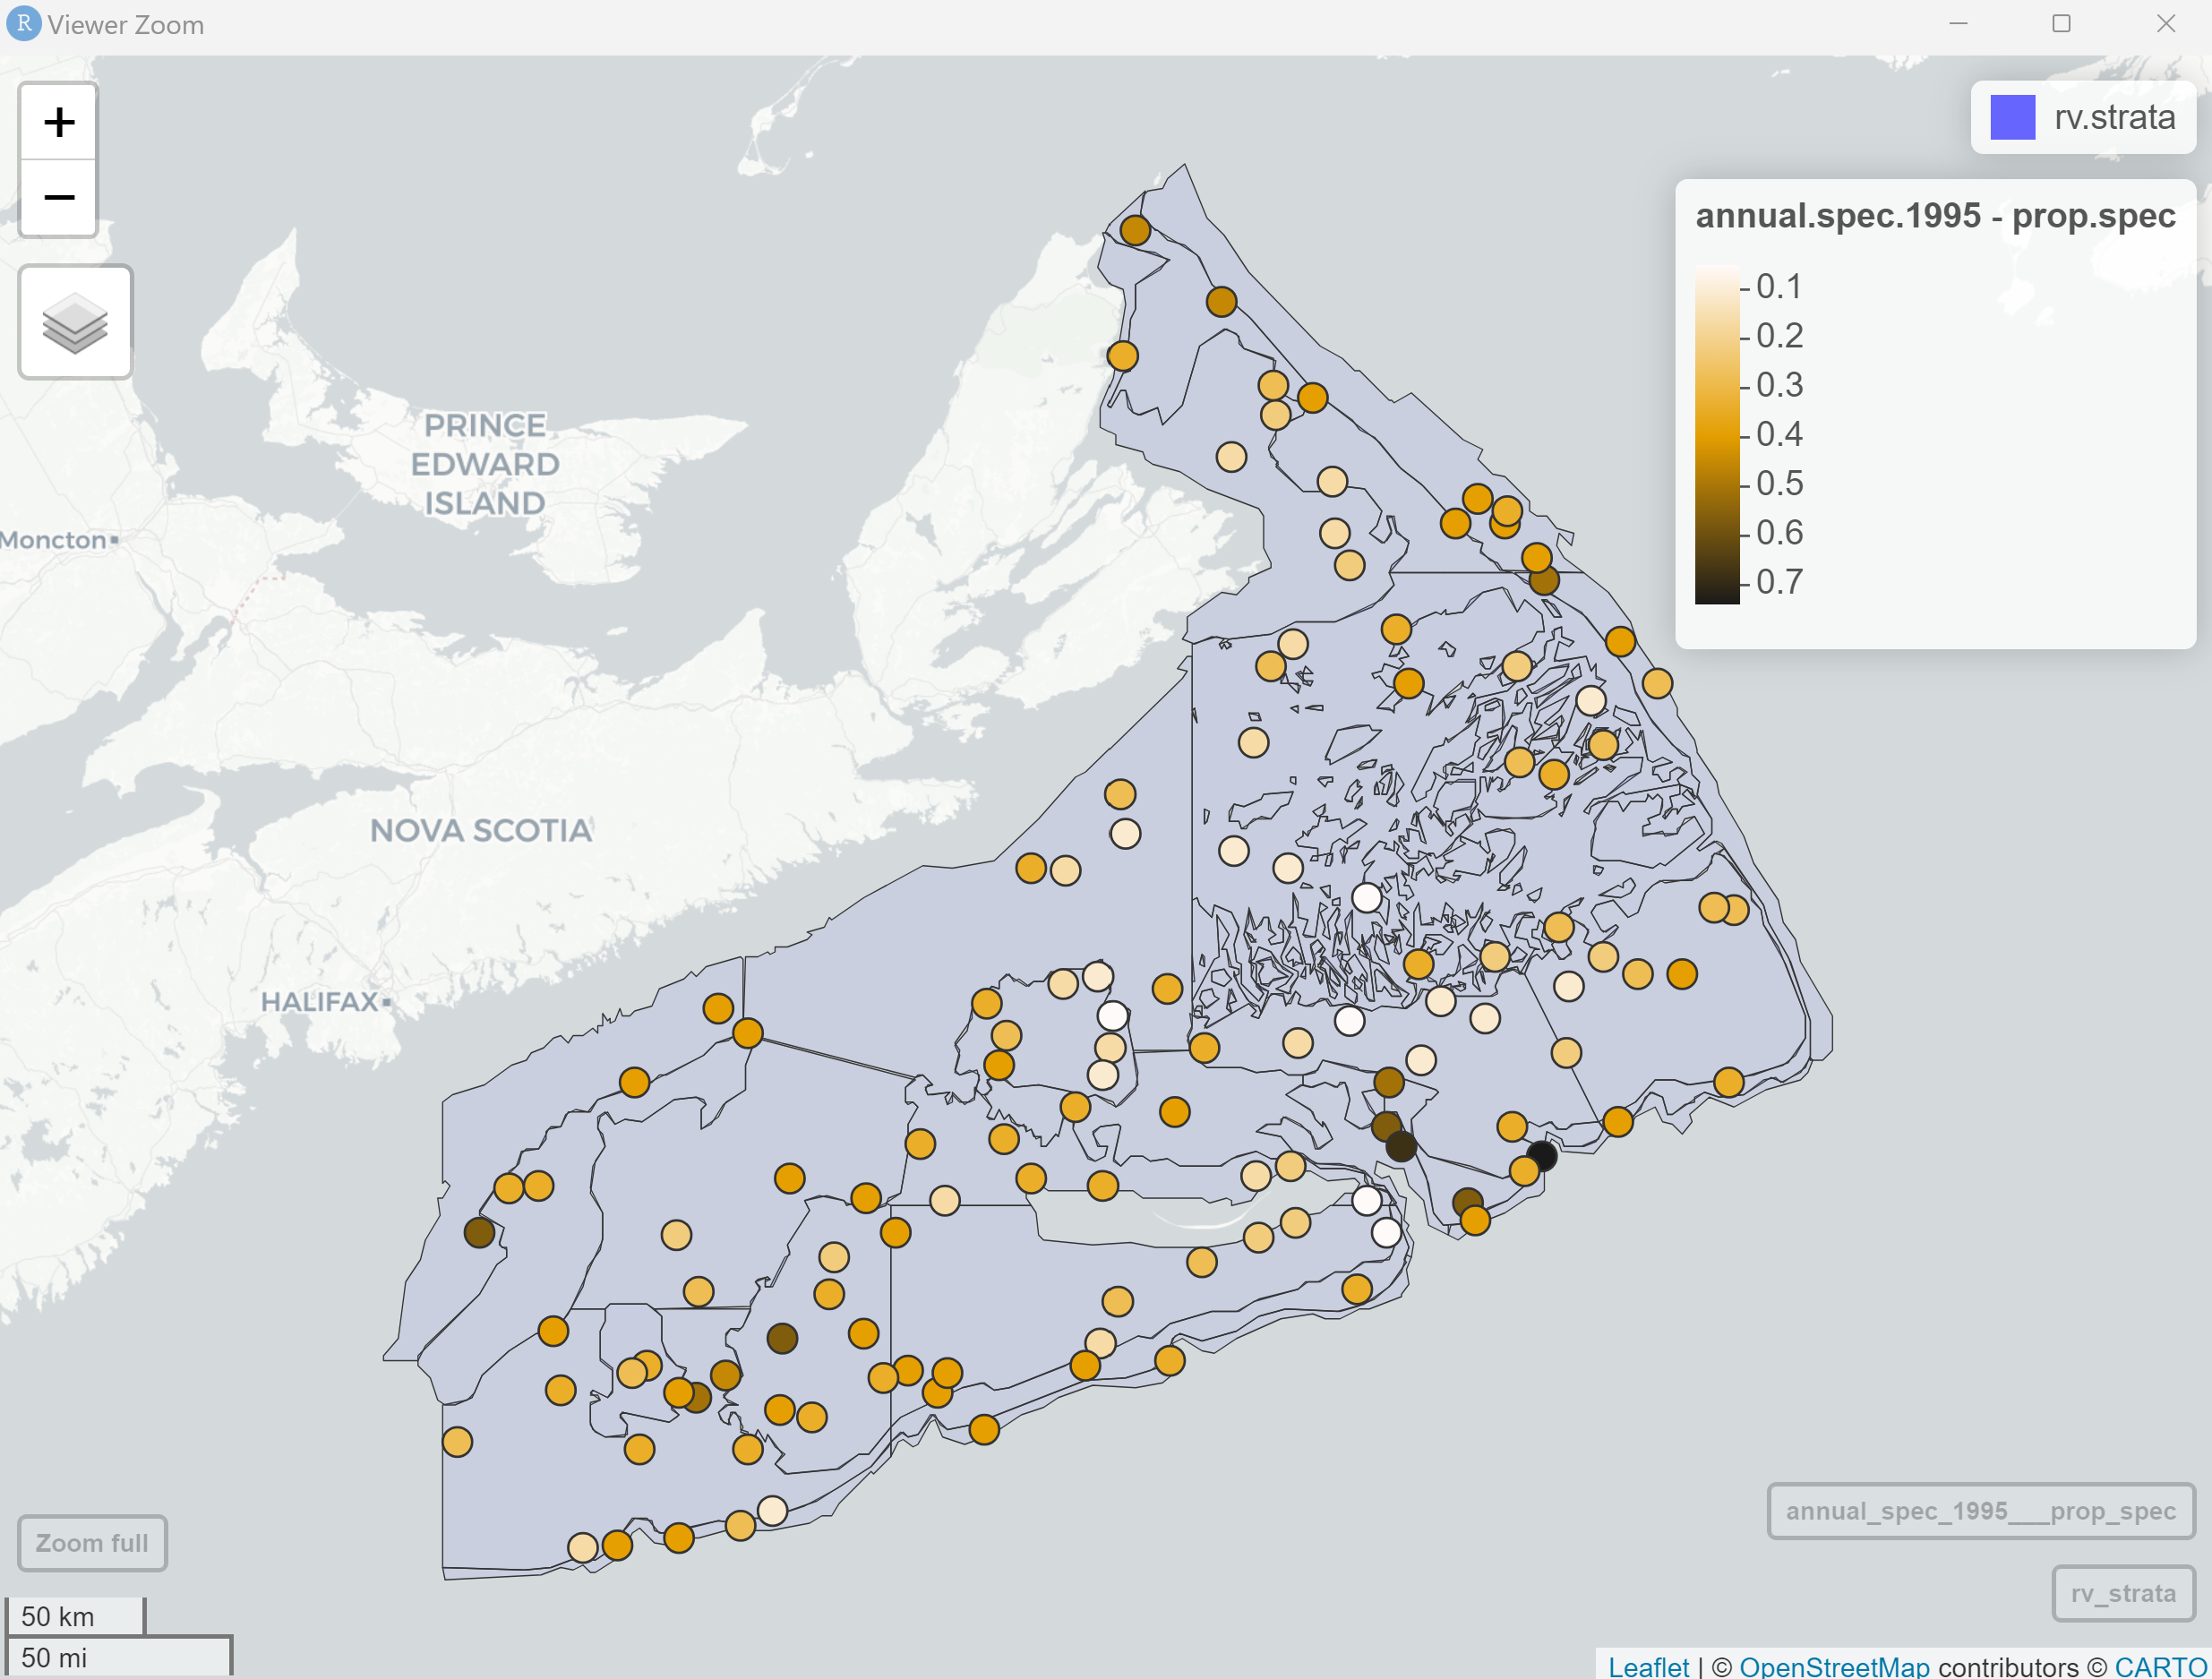 R Viewer Zoom
+
−
rv.strata
annual.spec.1995 - prop.spec
0.1
0.2
0.3
0.4
0.5
0.6
0.7
PRINCE
EDWARD
ISLAND
Moncton
NOVA SCOTIA
HALIFAX
annual_spec_1995___prop_spec
Zoom full
rv_strata
50 km
50 mi
Leaflet | © OpenStreetMap contributors © CARTO